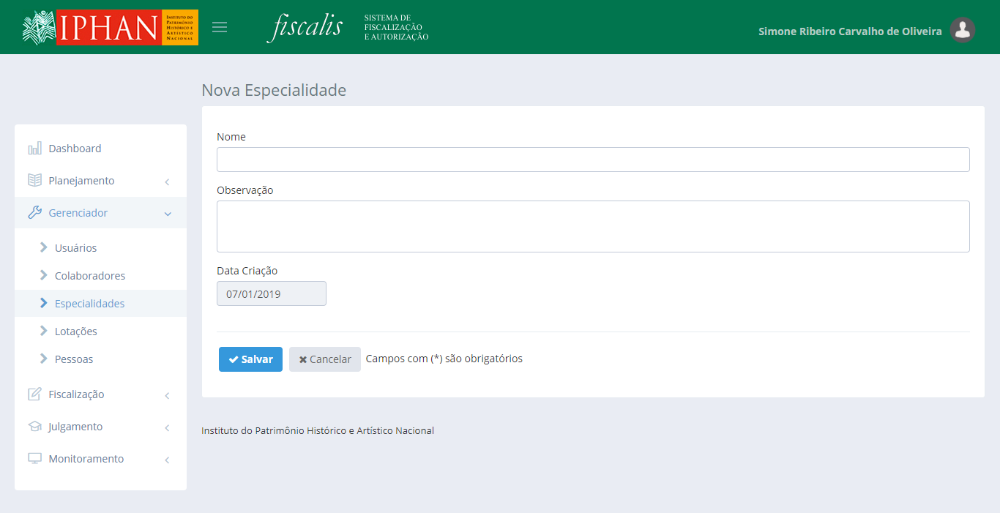 IPHAN
INSTITUTO DO
PATRIMÔNIO
HISTÓRICO E
ARTÍSTICO
NACIONAL
fiscalis
SISTEMA DE
FISCALIZAÇÃO
E AUTORIZAÇÃO
Simone Ribeiro Carvalho de Oliveira
Dashboard
Planejamento
Gerenciador
Usuários
Colaboradores
Especialidades
Lotações
Pessoas
Fiscalização
Julgamento
Monitoramento
Nova Especialidade
Nome
Observação
Data Criação
07/01/2019
Salvar Cancelar Campos com (*) são obrigatórios
Instituto do Patrimônio Histórico e Artístico Nacional